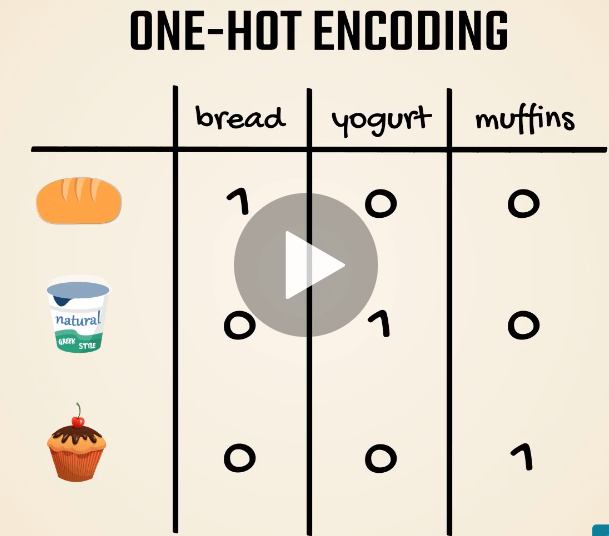 ONE-HOT ENCODING
bread yogurt muffins
1 0 0
natural
GREEK STYLE
0 1 0
0 0 1